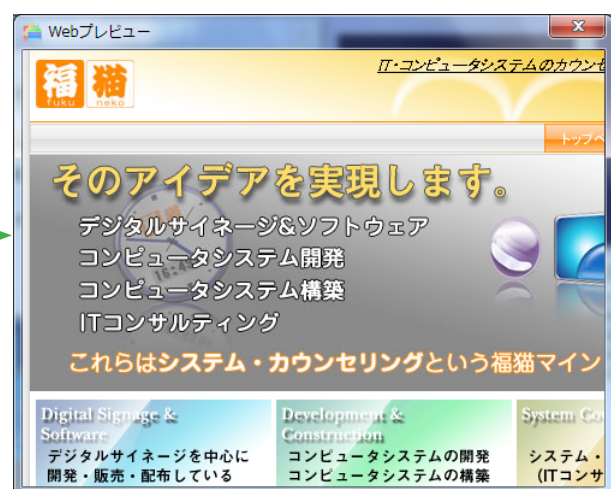 Webプレビュー
福猫
fuku neko
IT・コンピュータシステムのカウンセ
トップペ
そのアイデアを実現します。
デジタルサイネージ&ソフトウェア
コンピュータシステム開発
コンピュータシステム構築
ITコンサルティング
これらはシステム・カウンセリングという福猫マイン
Digital Signage &
Software
デジタルサイネージを中心に
開発・販売・配布している
Development &
Construction
コンピュータシステムの開発
コンピュータシステムの構築
System Cou
システム・
(ITコンサ